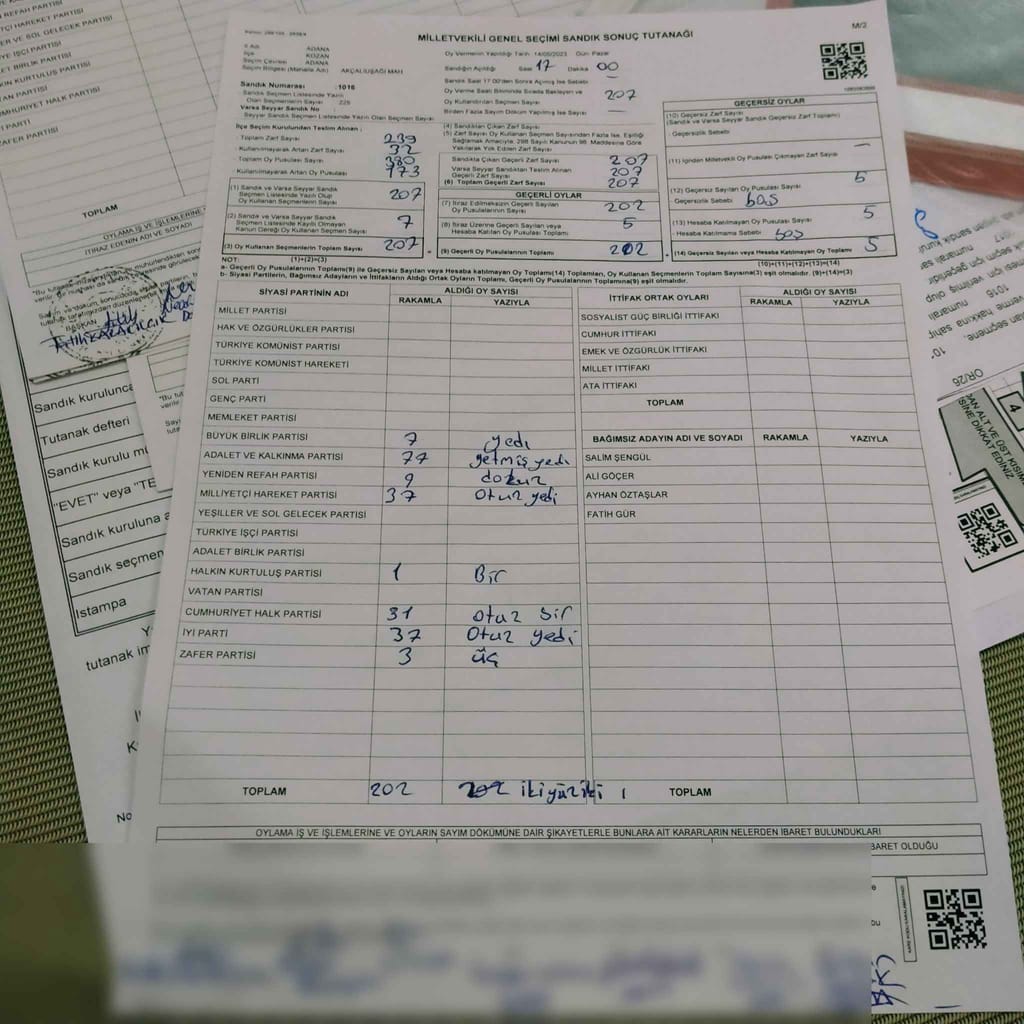 MİLLETVEKİLİ GENEL SEÇİMİ SANDIK SONUÇ TUTANAĞI
M/2
İl Adı ADANA
İlçe KOZAN
Seçim Çevresi ADANA
Seçim Bölgesi (Mahalle Adı) AKÇALIUŞAĞI MAH
Oy Vermenin Yapıldığı Tarih 14/05/2023 Gün Pazar
Sandığın Açıldığı Saat 17 Dakika 00
Sandık Saat 17.00'den Sonra Açılmış İse Sebebi —
Sandık Numarası : 1016
Sandık Seçmen Listesinde Yazılı
Olan Seçmenlerin Sayısı 225
Varsa Seyyar Sandık No
Seyyar Sandık Seçmen Listesinde Yazılı Olan Seçmen Sayısı
Oy Verme Saati Bitiminde Sırada Bekleyen ve
Oy Kullandırılan Seçmen Sayısı 207
Birden Fazla Sayım Döküm Yapılmış İse Sebebi —
İlçe Seçim Kurulundan Teslim Alınan ;
Toplam Zarf Sayısı 239
Kullanılmayarak Artan Zarf Sayısı 32
Toplam Oy Pusulası Sayısı 380
Kullanılmayarak Artan Oy Pusulası 173
(1) Sandık ve Varsa Seyyar Sandık
Seçmen Listesinde Yazılı Olup
Oy Kullanan Seçmenlerin Sayısı 207
(2) Sandık ve Varsa Seyyar Sandık
Seçmen Listesinde Kayıtlı Olmayan
Kanun Gereği Oy Kullanan Seçmen Sayısı 7
(3) Oy Kullanan Seçmenlerin Toplam Sayısı 207
(1)+(2)=(3)
(4) Sandıktan Çıkan Zarf Sayısı
(5) Zarf Sayısı Oy Kullanan Seçmen Sayısından Fazla İse, Eşitliği
Sağlamak Amacıyla, 298 Sayılı Kanunun 98. Maddesine Göre
Yakılarak Yok Edilen Zarf Sayısı
Sandıkta Çıkan Geçerli Zarf Sayısı 207
Varsa Seyyar Sandıktan Teslim Alınan
Geçerli Zarf Sayısı 207
(6) Toplam Geçerli Zarf Sayısı 207
GEÇERLİ OYLAR
(7) İtiraz Edilmeksizin Geçerli Sayılan
Oy Pusulalarının Sayısı 202
(8) İtiraz Üzerine Geçerli Sayılan veya
Hesaba Katılan Oy Pusulası Toplamı 5
(9) Geçerli Oy Pusulalarının Toplamı 202
GEÇERSİZ OYLAR
(10) Geçersiz Zarf Sayısı
(Sandık ve Varsa Seyyar Sandık Geçersiz Zarf Toplamı)
Geçersizlik Sebebi —
(11) İçinden Milletvekili Oy Pusulası Çıkmayan Zarf Sayısı
(12) Geçersiz Sayılan Oy Pusulası Sayısı 5
Geçersizlik Sebebi boş
(13) Hesaba Katılmayan Oy Pusulası Sayısı 5
Hesaba Katılmama Sebebi boş
(14) Geçersiz Sayılan veya Hesaba Katılmayan Oy Toplamı 5
(10)+(11)+(12)+(13)=(14)
NOT:
a- Geçerli Oy Pusulalarının Toplamı(9) ile Geçersiz Sayılan veya Hesaba katılmayan Oy Toplamı(14) Toplamları, Oy Kullanan Seçmenlerin Toplam Sayısına(3) eşit olmalıdır. (9)+(14)=(3)
b- Siyasi Partilerin, Bağımsız Adayların ve İttifakların Aldığı Ortak Oyların Toplamı, Geçerli Oy Pusulalarının Toplamına(9) eşit olmalıdır.
SİYASİ PARTİNİN ADI ALDIĞI OY SAYISI
RAKAMLA YAZIYLA
MİLLET PARTİSİ
HAK VE ÖZGÜRLÜKLER PARTİSİ
TÜRKİYE KOMÜNİST PARTİSİ
TÜRKİYE KOMÜNİST HAREKETİ
SOL PARTİ
GENÇ PARTİ
MEMLEKET PARTİSİ
BÜYÜK BİRLİK PARTİSİ 7 yedi
ADALET VE KALKINMA PARTİSİ 77 yetmiş yedi
YENİDEN REFAH PARTİSİ 9 dokuz
MİLLİYETÇİ HAREKET PARTİSİ 37 Otuz yedi
YEŞİLLER VE SOL GELECEK PARTİSİ
TÜRKİYE İŞÇİ PARTİSİ
ADALET BİRLİK PARTİSİ
HALKIN KURTULUŞ PARTİSİ 1 Bir
VATAN PARTİSİ
CUMHURİYET HALK PARTİSİ 31 Otuz bir
İYİ PARTİ 37 Otuz yedi
ZAFER PARTİSİ 3 üç
TOPLAM 202 202 ikiyüziki
İTTİFAK ORTAK OYLARI ALDIĞI OY SAYISI
RAKAMLA YAZIYLA
SOSYALİST GÜÇ BİRLİĞİ İTTİFAKI
CUMHUR İTTİFAKI
EMEK VE ÖZGÜRLÜK İTTİFAKI
MİLLET İTTİFAKI
ATA İTTİFAKI
TOPLAM
BAĞIMSIZ ADAYIN ADI VE SOYADI RAKAMLA YAZIYLA
SALİM ŞENGÜL
ALİ GÖÇER
AYHAN ÖZTAŞLAR
FATİH GÜR
TOPLAM
OYLAMA İŞ VE İŞLEMLERİNE VE OYLARIN SAYIM DÖKÜMÜNE DAİR ŞİKAYETLERLE BUNLARA AİT KARARLARIN NELERDEN İBARET BULUNDUKLARI
BARET OLDUĞU
REFAH PARTİSİ
TÇİ HAREKET PARTİSİ
ER VE SOL GELECEK PARTİSİ
YE İŞÇİ PARTİSİ
ET BİRLİK PARTİSİ
N KURTULUŞ PARTİSİ
AN PARTİSİ
MHURİYET HALK PARTİSİ
PARTİ
AFER PARTİSİ
TOPLAM
OYLAMA İŞ VE İŞLEMLERİNE
İTİRAZ EDENİN ADI VE SOYADI
BAŞKAN
Sandık kurulunca
Tutanak defteri
Sandık kurulu mü
"EVET" veya "TE
Sandık kuruluna a
Sandık seçmen
Istampa
tutanak im
No
OR/26
4
AN ALT VE ÜST KISIM
SİNE DİKKAT EDİNİZ